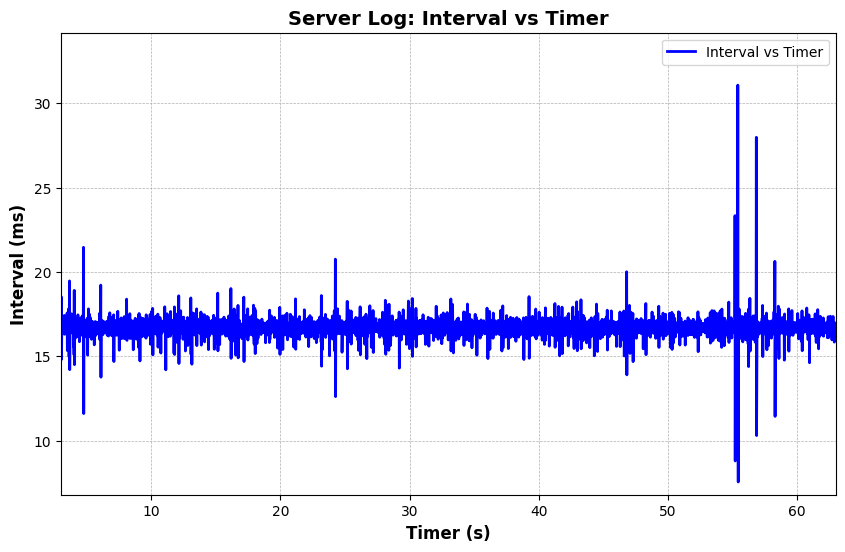 Server Log: Interval vs Timer
Interval vs Timer
30
25
20
15
10
Interval (ms)
10 20 30 40 50 60
Timer (s)